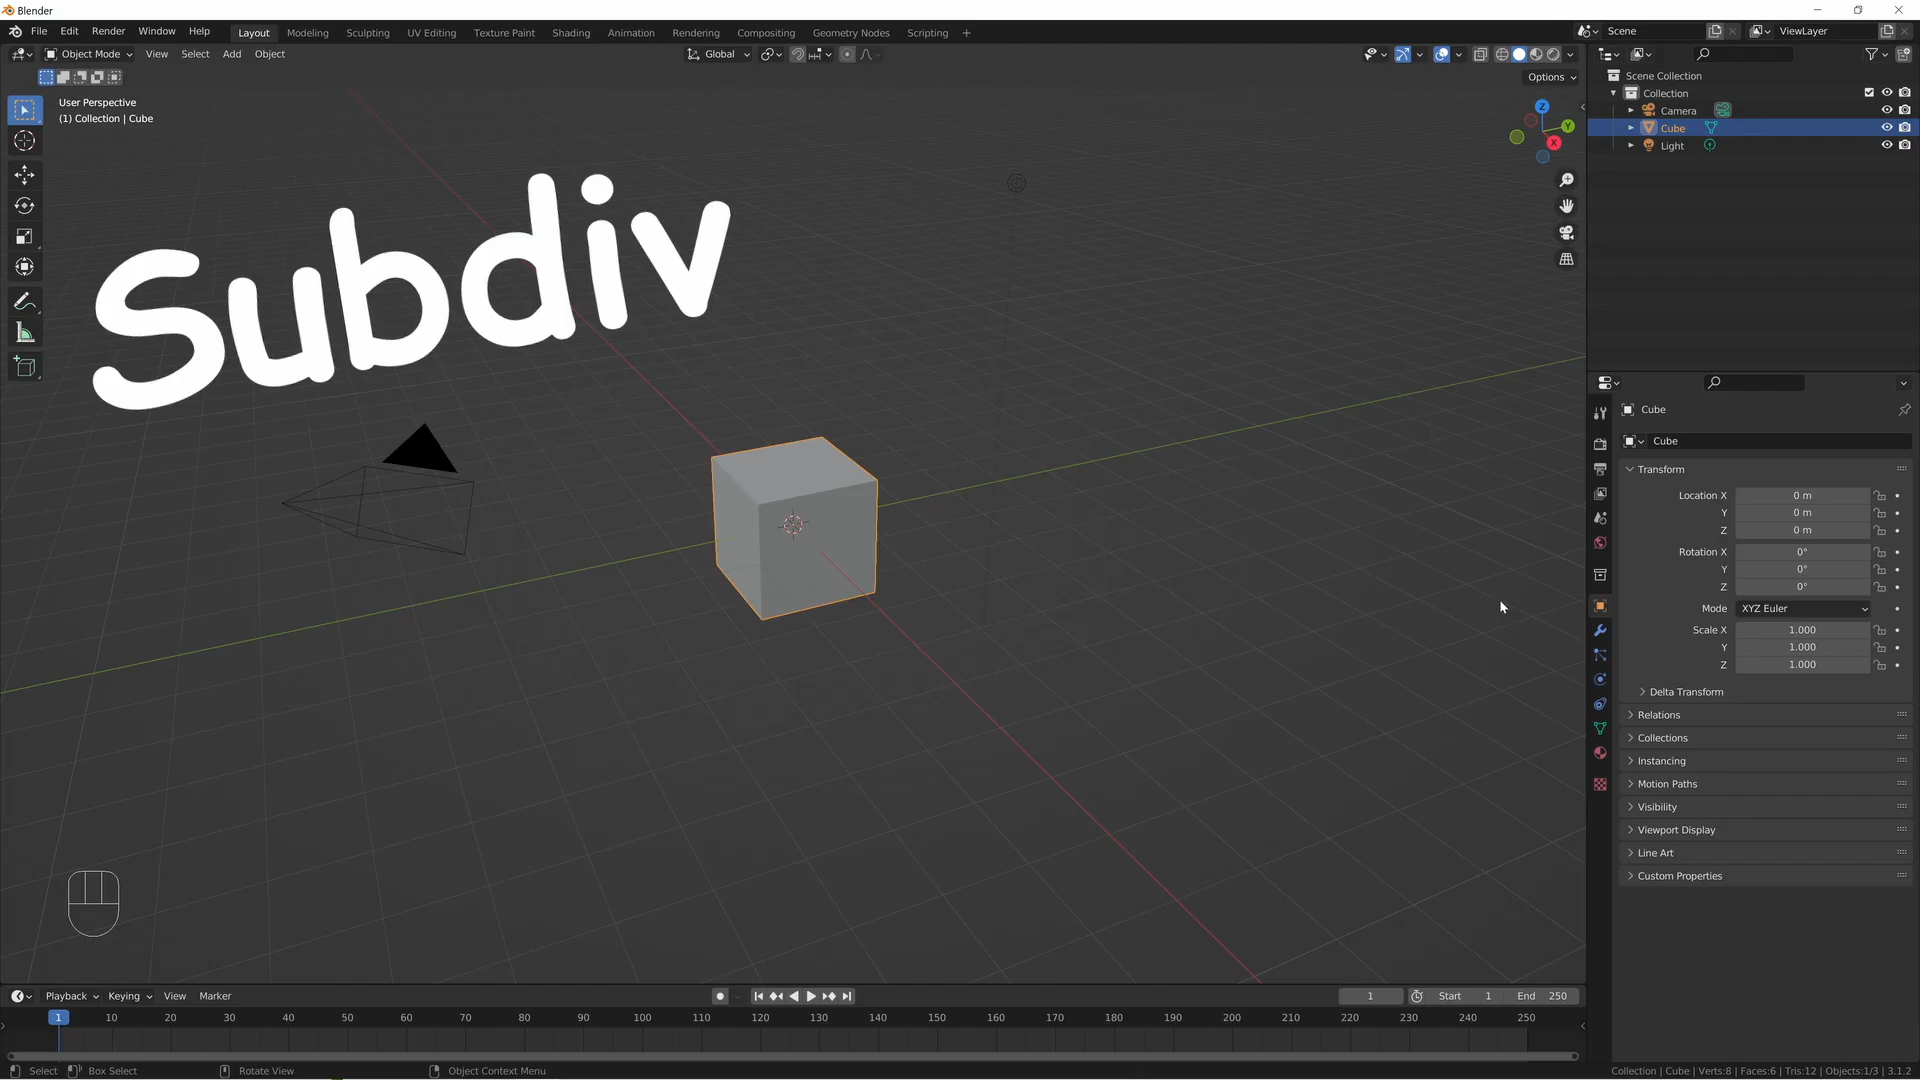 Blender
File Edit Render Window Help Layout Modeling Sculpting UV Editing Texture Paint Shading Animation Rendering Compositing Geometry Nodes Scripting + Scene ViewLayer
Object Mode View Select Add Object Global
Options
User Perspective
(1) Collection | Cube
Subdiv
Z
Y
X
Scene Collection
Collection
Camera
Cube
Light
Cube
Cube
Transform
Location X 0 m
Y 0 m
Z 0 m
Rotation X 0°
Y 0°
Z 0°
Mode XYZ Euler
Scale X 1.000
Y 1.000
Z 1.000
Delta Transform
Relations
Collections
Instancing
Motion Paths
Visibility
Viewport Display
Line Art
Custom Properties
Playback Keying View Marker 1 Start 1 End 250
1 10 20 30 40 50 60 70 80 90 100 110 120 130 140 150 160 170 180 190 200 210 220 230 240 250
Select Box Select Rotate View Object Context Menu Collection | Cube | Verts:8 | Faces:6 | Tris:12 | Objects:1/3 | 3.1.2